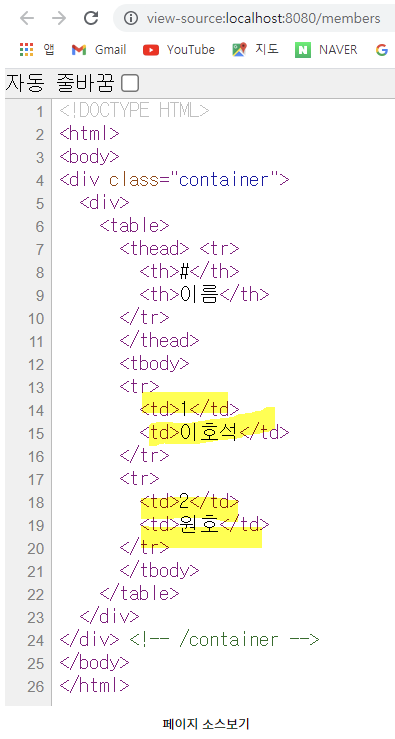 view-source:localhost:8080/members
앱 Gmail YouTube 지도 NAVER
자동 줄바꿈
1 <!DOCTYPE HTML>
2 <html>
3 <body>
4 <div class="container">
5 <div>
6 <table>
7 <thead> <tr>
8 <th>#</th>
9 <th>이름</th>
10 </tr>
11 </thead>
12 <tbody>
13 <tr>
14 <td>1</td>
15 <td>이호석</td>
16 </tr>
17 <tr>
18 <td>2</td>
19 <td>원호</td>
20 </tr>
21 </tbody>
22 </table>
23 </div>
24 </div> <!-- /container -->
25 </body>
26 </html>
페이지 소스보기